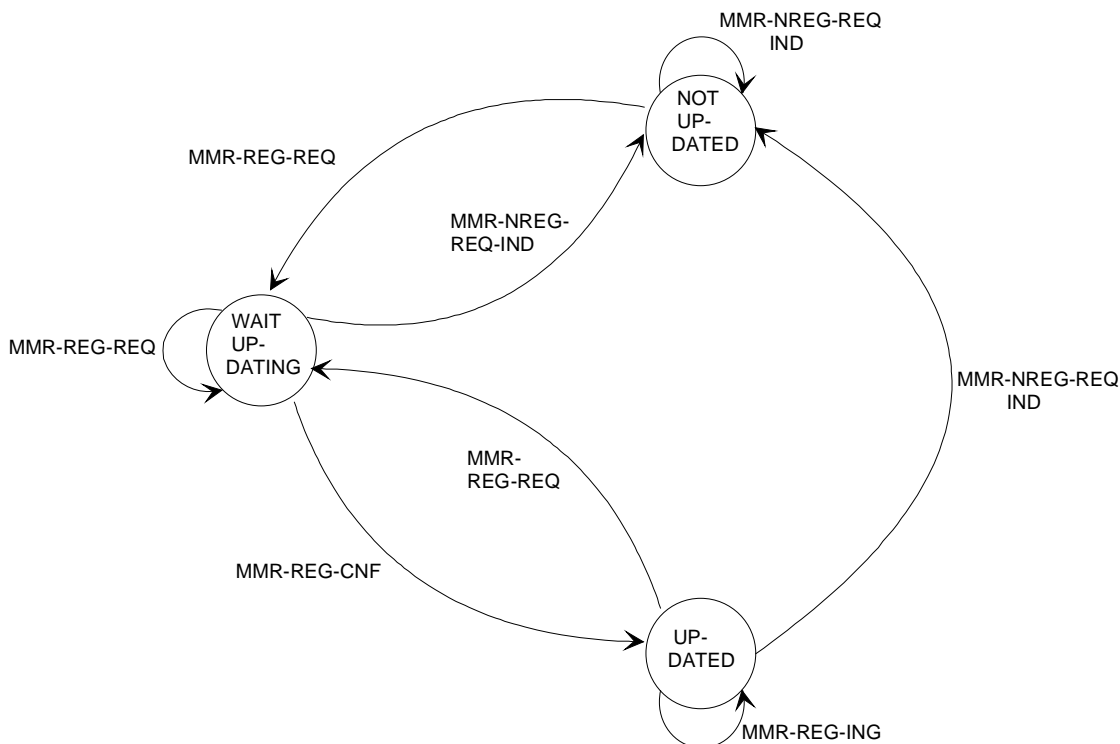 MMR-NREG-REQ
IND
NOT
UP-
DATED
MMR-REG-REQ
MMR-NREG-
REQ-IND
WAIT
UP-
DATING
MMR-REG-REQ
MMR-NREG-REQ
IND
MMR-
REG-REQ
MMR-REG-CNF
UP-
DATED
MMR-REG-ING